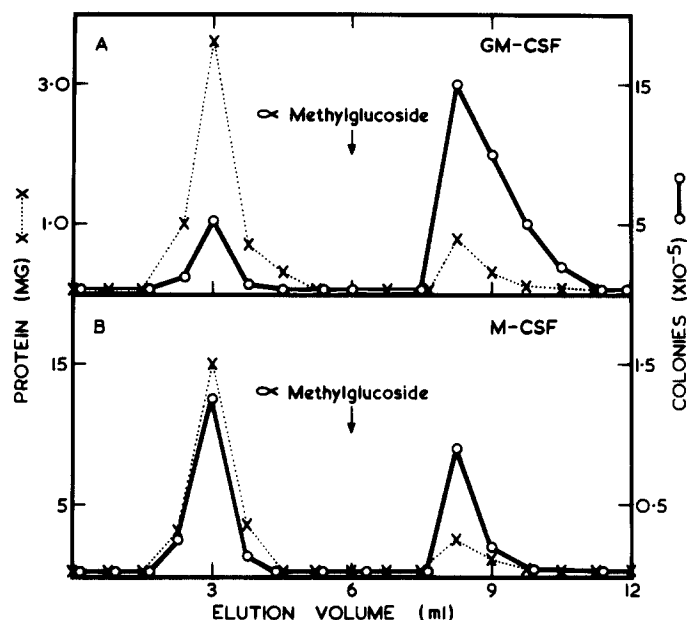 A
GM-CSF
3·0
1·0
15
5
∝ Methylglucoside
B
M-CSF
15
5
1.5
0.5
∝ Methylglucoside
3
6
9
12
ELUTION VOLUME (ml)
PROTEIN (MG) x······x
COLONIES (X10⁻⁵) o——o